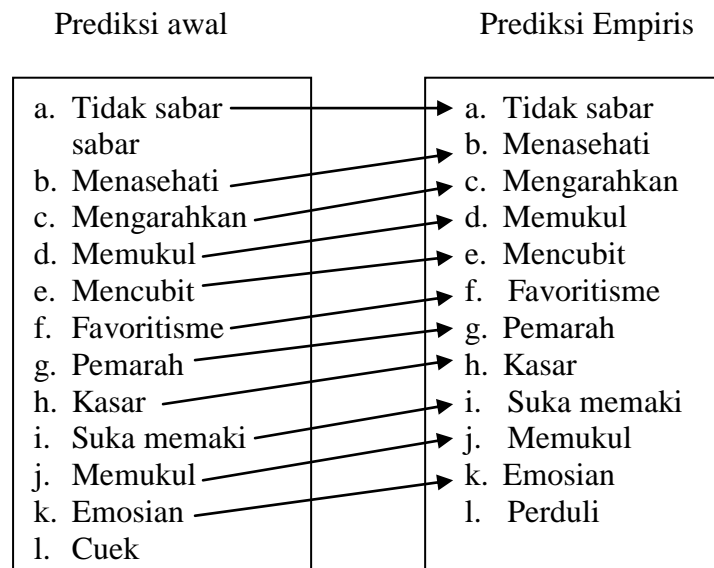 Prediksi awal
a. Tidak sabar
sabar
b. Menasehati
c. Mengarahkan
d. Memukul
e. Mencubit
f. Favoritisme
g. Pemarah
h. Kasar
i. Suka memaki
j. Memukul
k. Emosian
l. Cuek
Prediksi Empiris
a. Tidak sabar
b. Menasehati
c. Mengarahkan
d. Memukul
e. Mencubit
f. Favoritisme
g. Pemarah
h. Kasar
i. Suka memaki
j. Memukul
k. Emosian
l. Perduli